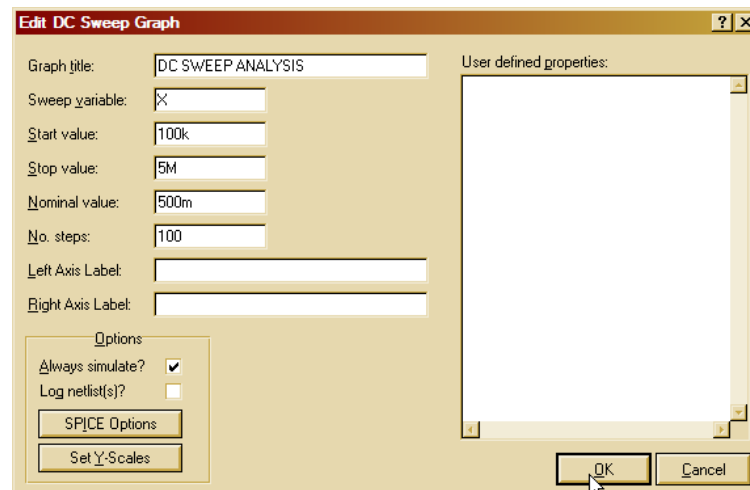 Edit DC Sweep Graph
Graph title: DC SWEEP ANALYSIS
Sweep variable: X
Start value: 100k
Stop value: 5M
Nominal value: 500m
No. steps: 100
Left Axis Label:
Right Axis Label:
Options
Always simulate?
Log netlist(s)?
SPICE Options
Set Y-Scales
User defined properties:
OK
Cancel